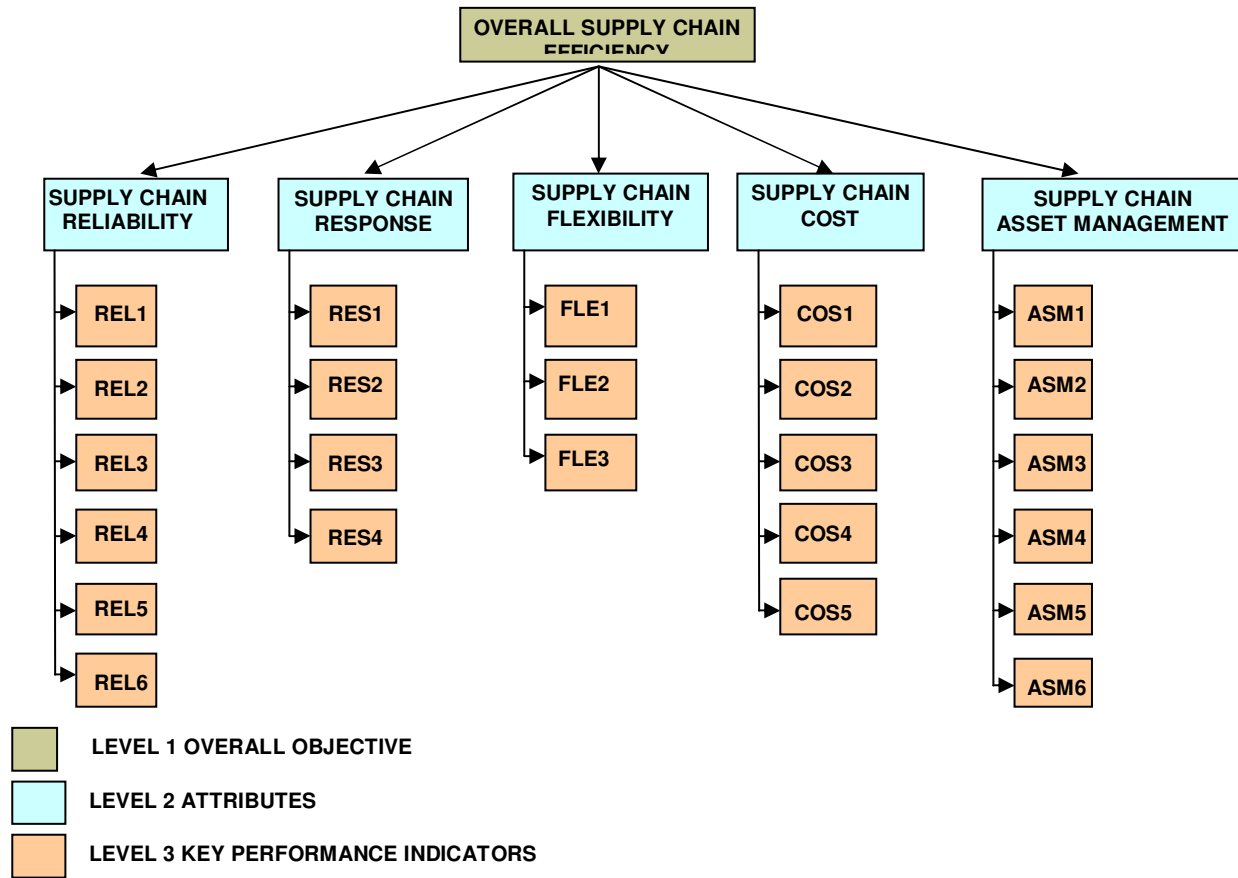 OVERALL SUPPLY CHAIN
EFFICIENCY
SUPPLY CHAIN
RELIABILITY
SUPPLY CHAIN
RESPONSE
SUPPLY CHAIN
FLEXIBILITY
SUPPLY CHAIN
COST
SUPPLY CHAIN
ASSET MANAGEMENT
REL1
REL2
REL3
REL4
REL5
REL6
RES1
RES2
RES3
RES4
FLE1
FLE2
FLE3
COS1
COS2
COS3
COS4
COS5
ASM1
ASM2
ASM3
ASM4
ASM5
ASM6
LEVEL 1 OVERALL OBJECTIVE
LEVEL 2 ATTRIBUTES
LEVEL 3 KEY PERFORMANCE INDICATORS